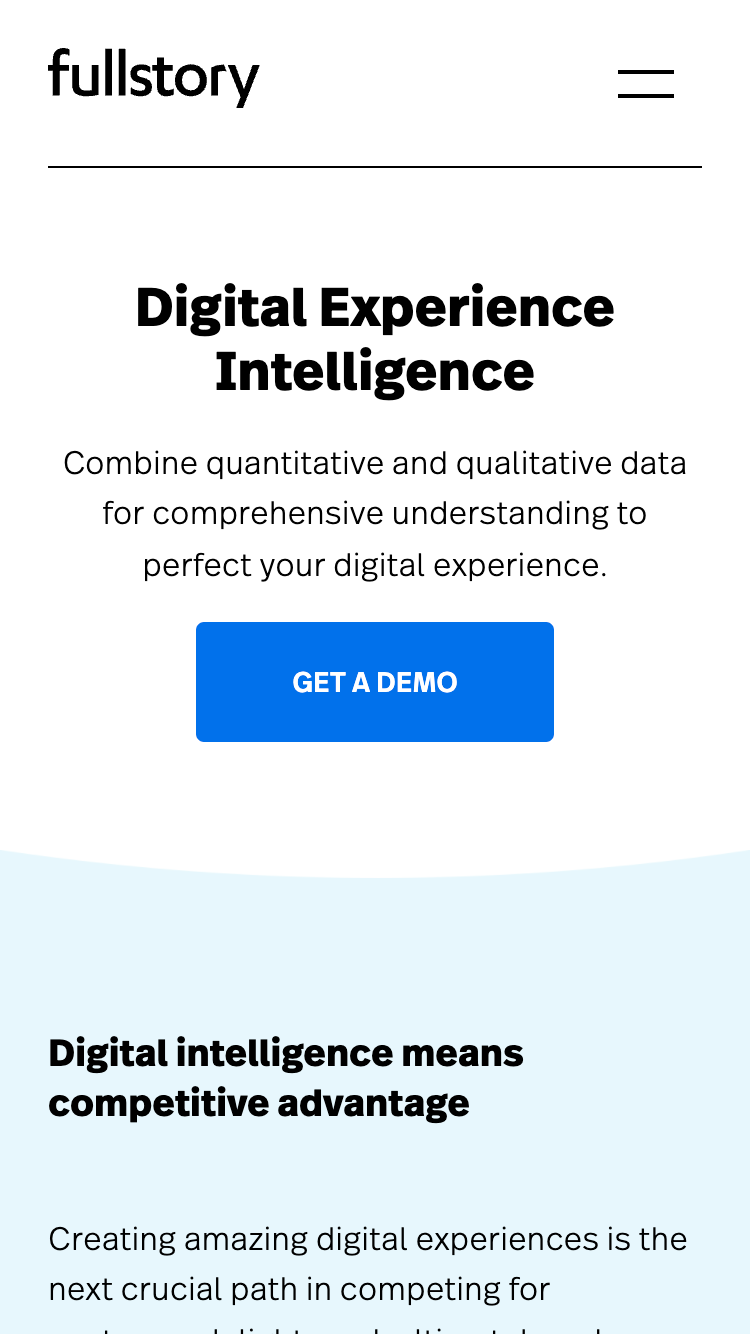 fullstory
Digital Experience
Intelligence
Combine quantitative and qualitative data
for comprehensive understanding to
perfect your digital experience.
GET A DEMO
Digital intelligence means
competitive advantage
Creating amazing digital experiences is the
next crucial path in competing for